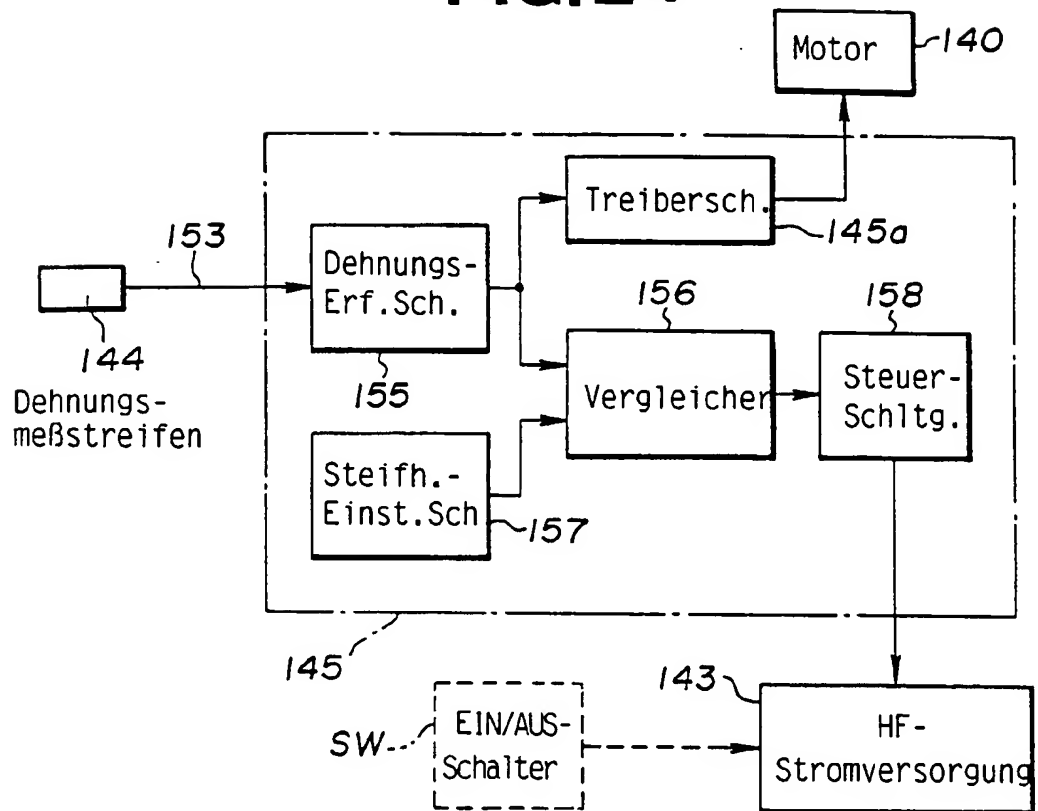 Motor
140
Treibersch.
145a
153
Dehnungs-
Erf.Sch.
155
156
158
144
Dehnungs-
meßstreifen
Vergleicher
Steuer-
Schltg.
Steifh.-
Einst.Sch
157
145
143
SW
EIN/AUS-
Schalter
HF-
Stromversorgung